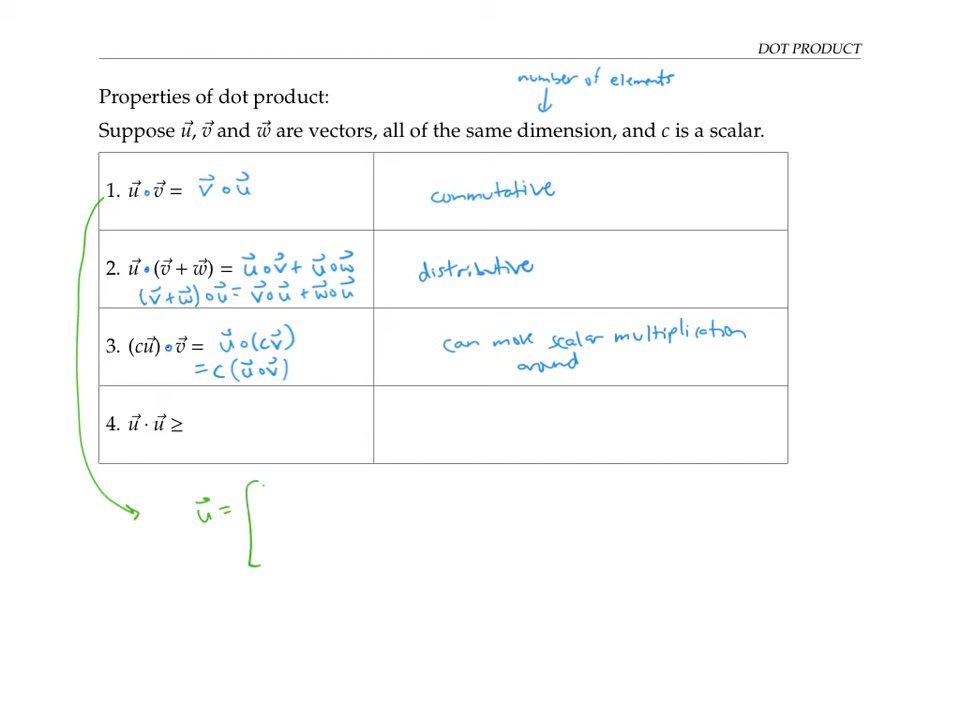 DOT PRODUCT
number of elements
Properties of dot product:
Suppose u⃗, v⃗ and w⃗ are vectors, all of the same dimension, and c is a scalar.
1. u⃗ • v⃗ = v⃗ • u⃗
commutative
2. u⃗ • (v⃗ + w⃗) = u⃗ • v⃗ + u⃗ • w⃗
(v⃗ + w⃗) • u⃗ = v⃗ • u⃗ + w⃗ • u⃗
distributive
3. (cu⃗) • v⃗ = u⃗ • (cv⃗)
= c(u⃗ • v⃗)
can move scalar multiplication
around
4. u⃗ · u⃗ ≥
u⃗ = [